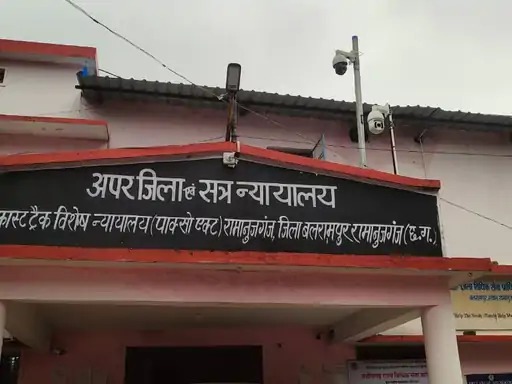 अपर जिला एवं सत्र न्यायालय
फास्ट ट्रैक विशेष न्यायालय (पाक्सो एक्ट) रामानुजगंज, जिला बलरामपुर रामानुजगंज (छ.ग.)